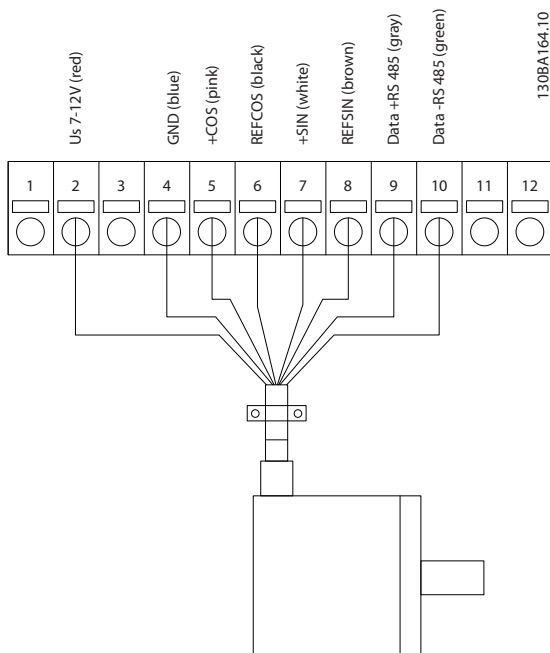 Us 7-12V (red)
GND (blue)
+COS (pink)
REFCOS (black)
+SIN (white)
REFSIN (brown)
Data +RS 485 (gray)
Data -RS 485 (green)
130BA164.10
1 2 3 4 5 6 7 8 9 10 11 12